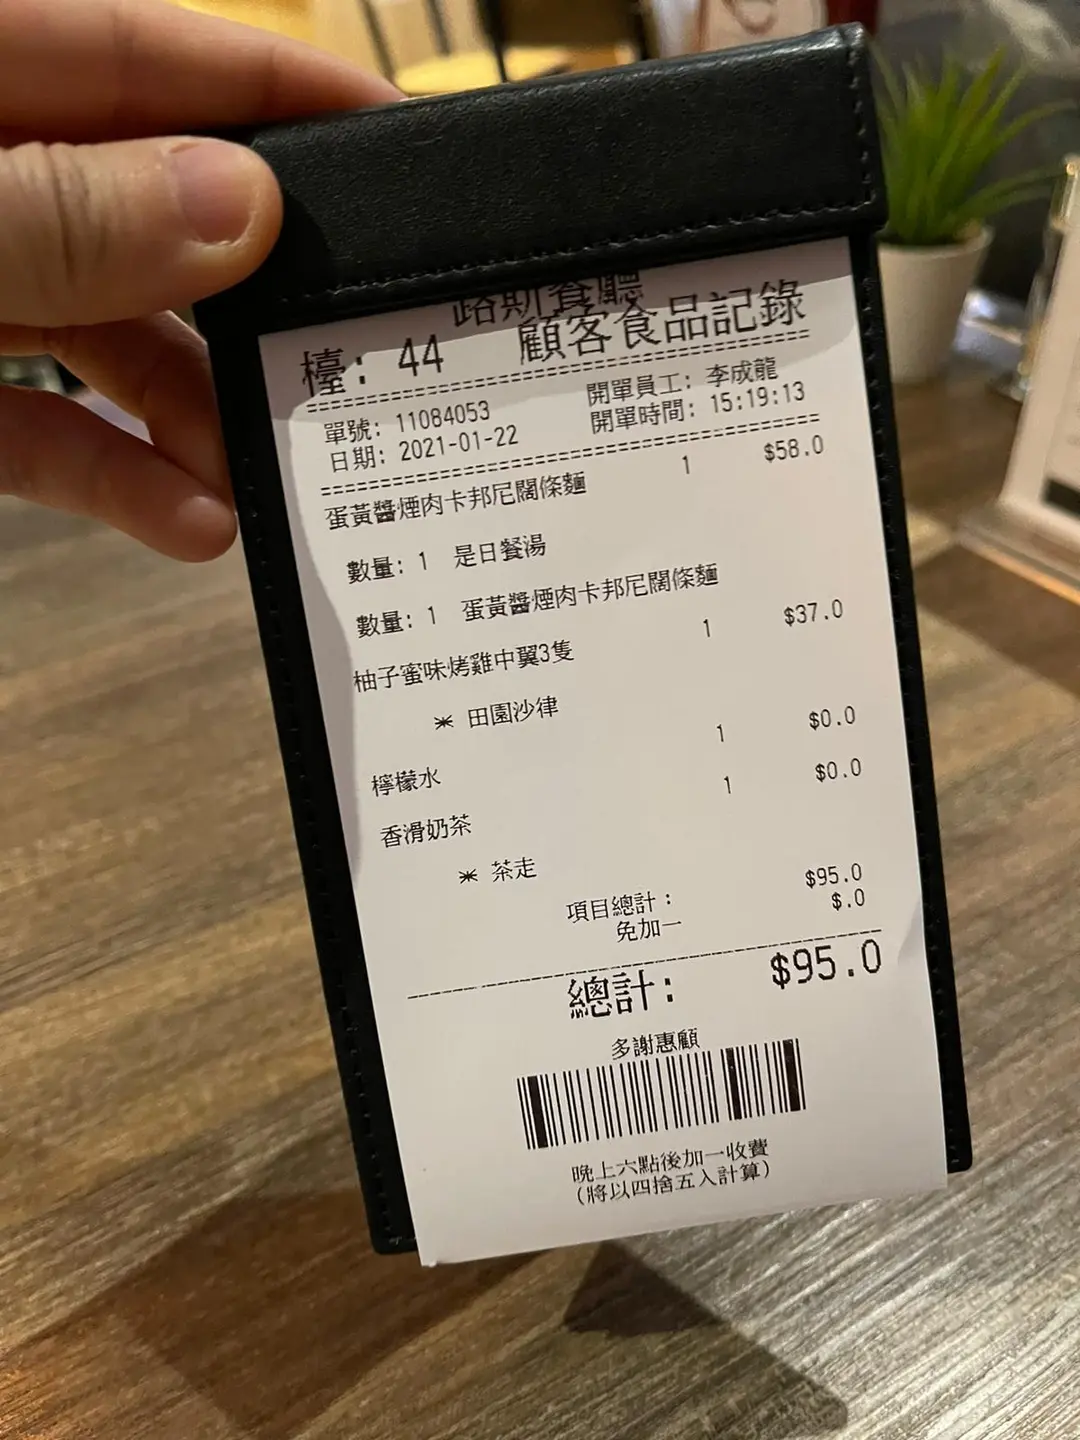 路斯餐廳
檯: 44 顧客食品記錄
單號: 11084053 開單員工: 李成龍
日期: 2021-01-22 開單時間: 15:19:13
蛋黃醬煙肉卡邦尼闊條麵 1 $58.0
數量: 1 是日餐湯
數量: 1 蛋黃醬煙肉卡邦尼闊條麵
柚子蜜味烤雞中翼3隻 1 $37.0
* 田園沙律
檸檬水 1 $0.0
香滑奶茶 1 $0.0
* 茶走
項目總計: $95.0
免加一 $.0
總計: $95.0
多謝惠顧
晚上六點後加一收費
(將以四捨五入計算)